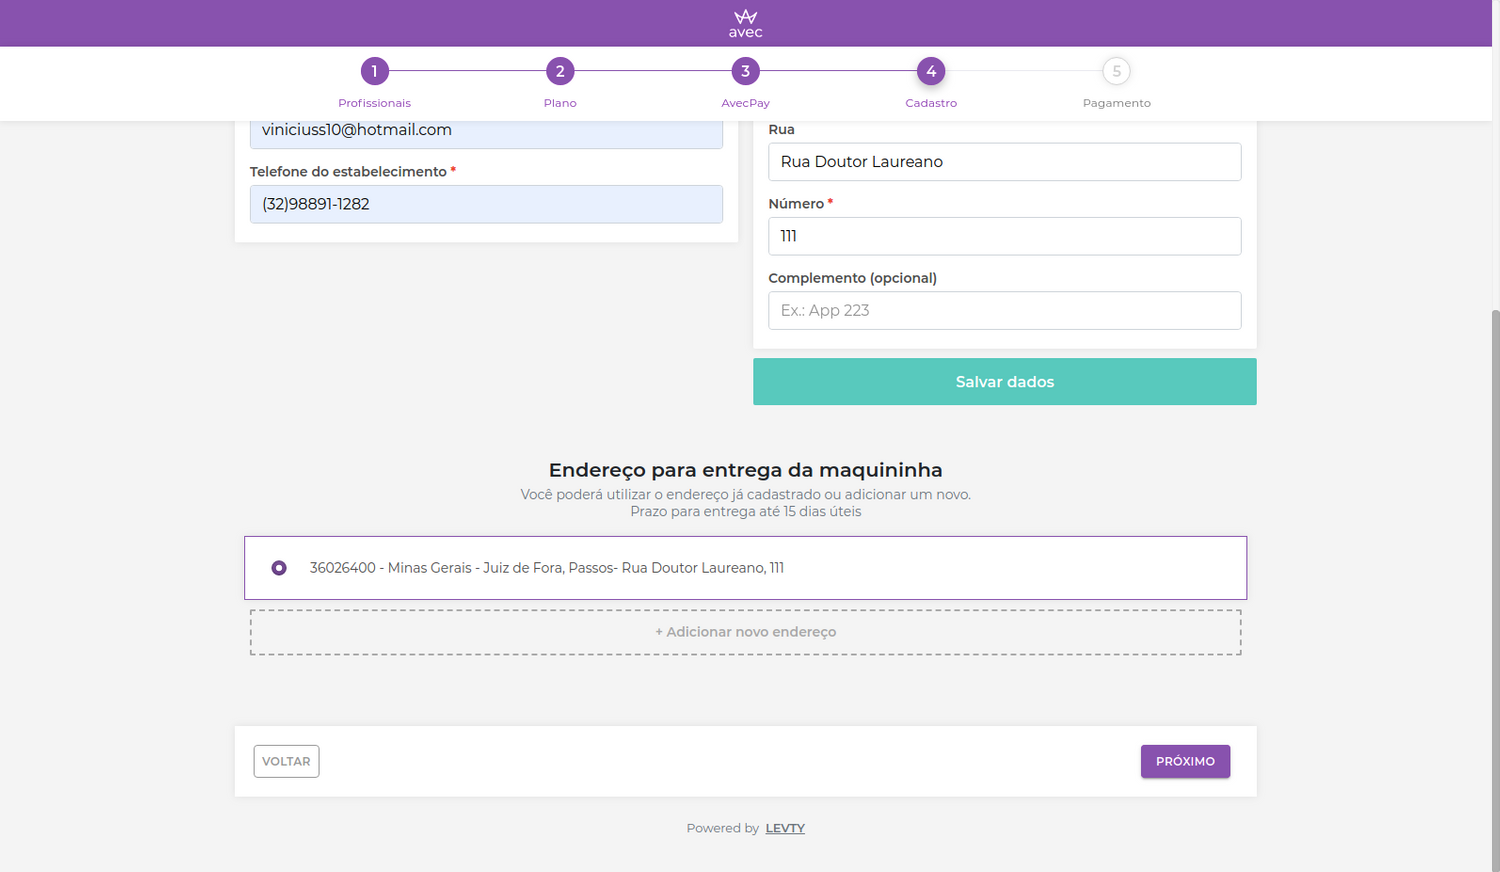 avec
1
2
3
4
5
Profissionais
Plano
AvecPay
Cadastro
Pagamento
viniciuss10@hotmail.com
Telefone do estabelecimento *
(32)98891-1282
Rua
Rua Doutor Laureano
Número *
111
Complemento (opcional)
Ex.: App 223
Salvar dados
Endereço para entrega da maquininha
Você poderá utilizar o endereço já cadastrado ou adicionar um novo.
Prazo para entrega até 15 dias úteis
36026400 - Minas Gerais - Juiz de Fora, Passos- Rua Doutor Laureano, 111
+ Adicionar novo endereço
VOLTAR
PRÓXIMO
Powered by LEVTY